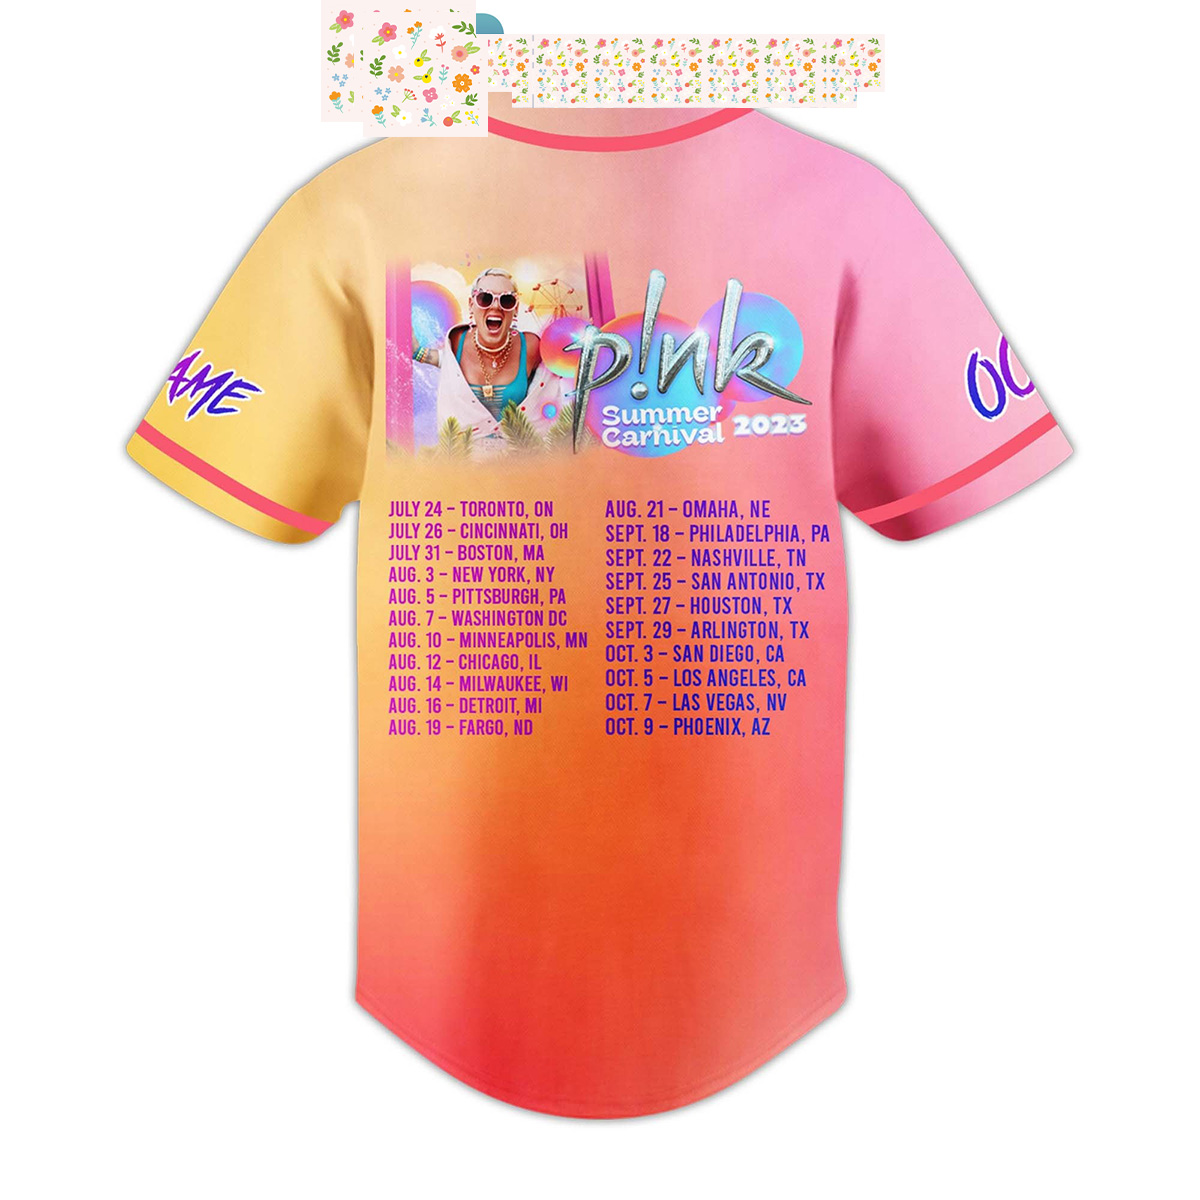 AME
OC
p!nk
Summer
Carnival 2023
JULY 24 – TORONTO, ON
JULY 26 – CINCINNATI, OH
JULY 31 – BOSTON, MA
AUG. 3 – NEW YORK, NY
AUG. 5 – PITTSBURGH, PA
AUG. 7 – WASHINGTON DC
AUG. 10 – MINNEAPOLIS, MN
AUG. 12 – CHICAGO, IL
AUG. 14 – MILWAUKEE, WI
AUG. 16 – DETROIT, MI
AUG. 19 – FARGO, ND
AUG. 21 – OMAHA, NE
SEPT. 18 – PHILADELPHIA, PA
SEPT. 22 – NASHVILLE, TN
SEPT. 25 – SAN ANTONIO, TX
SEPT. 27 – HOUSTON, TX
SEPT. 29 – ARLINGTON, TX
OCT. 3 – SAN DIEGO, CA
OCT. 5 – LOS ANGELES, CA
OCT. 7 – LAS VEGAS, NV
OCT. 9 – PHOENIX, AZ